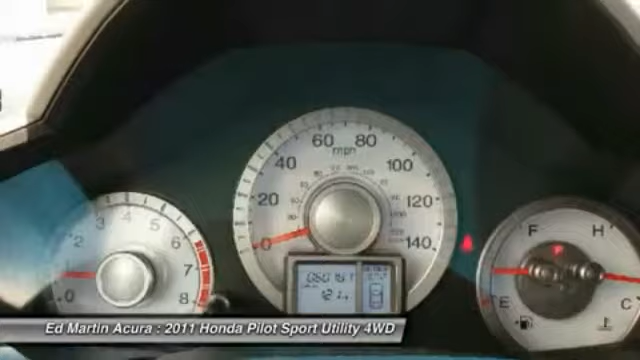 60 80
mph
40 100
20 120
0 140
3 4 5
2 6
1 7
0 8
F H
E C
Ed Martin Acura : 2011 Honda Pilot Sport Utility 4WD